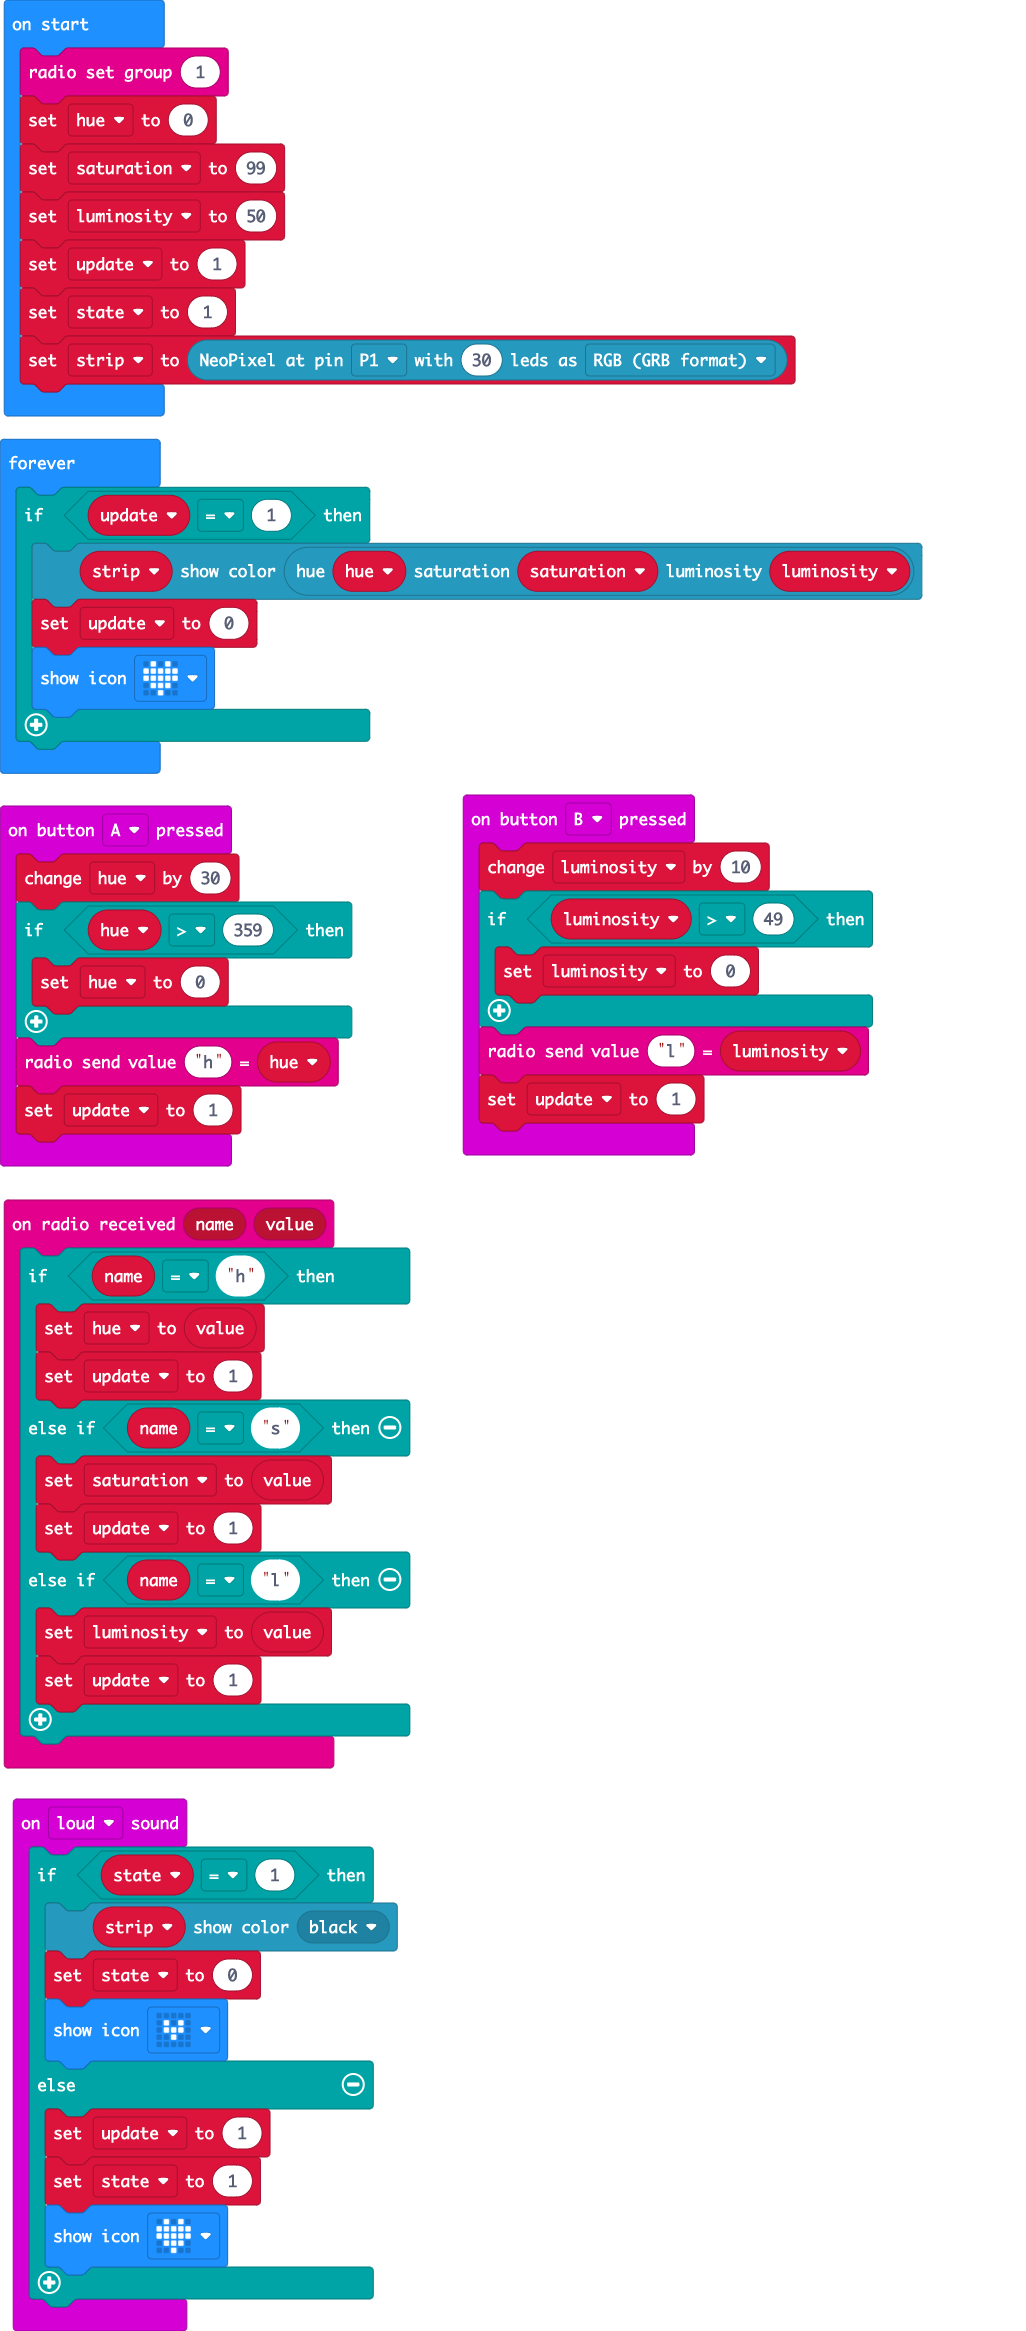 on start
radio set group 1
set hue to 0
set saturation to 99
set luminosity to 50
set update to 1
set state to 1
set strip to NeoPixel at pin P1 with 30 leds as RGB (GRB format)
forever
if update = 1 then
strip show color hue hue saturation saturation luminosity luminosity
set update to 0
show icon
on button A pressed
change hue by 30
if hue > 359 then
set hue to 0
radio send value "h" = hue
set update to 1
on button B pressed
change luminosity by 10
if luminosity > 49 then
set luminosity to 0
radio send value "l" = luminosity
set update to 1
on radio received name value
if name = "h" then
set hue to value
set update to 1
else if name = "s" then
set saturation to value
set update to 1
else if name = "l" then
set luminosity to value
set update to 1
on loud sound
if state = 1 then
strip show color black
set state to 0
show icon
else
set update to 1
set state to 1
show icon